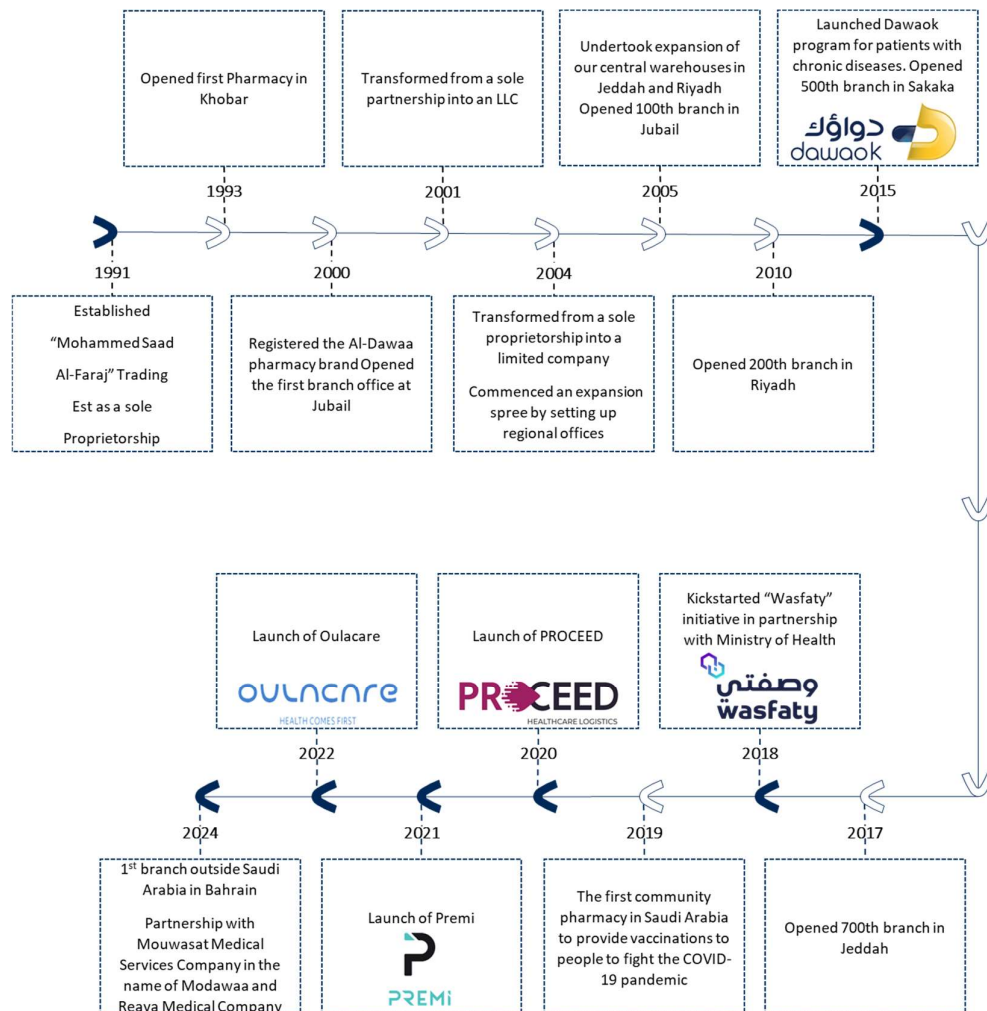 Opened first Pharmacy in
Khobar
1993
Transformed from a sole
partnership into an LLC
2001
Undertook expansion of
our central warehouses in
Jeddah and Riyadh
Opened 100th branch in
Jubail
2005
Launched Dawaok
program for patients with
chronic diseases. Opened
500th branch in Sakaka
دواؤك
dawaok
2015
1991
Established
“Mohammed Saad
Al-Faraj” Trading
Est as a sole
Proprietorship
2000
Registered the Al-Dawaa
pharmacy brand Opened
the first branch office at
Jubail
2004
Transformed from a sole
proprietorship into a
limited company
Commenced an expansion
spree by setting up
regional offices
2010
Opened 200th branch in
Riyadh
Launch of Oulacare
oulacare
HEALTH COMES FIRST
2022
Launch of PROCEED
PROCEED
HEALTHCARE LOGISTICS
2020
Kickstarted “Wasfaty”
initiative in partnership
with Ministry of Health
وصفتي
wasfaty
2018
2024
1st branch outside Saudi
Arabia in Bahrain
Partnership with
Mouwasat Medical
Services Company in the
name of Modawaa and
Reaya Medical Company
2021
Launch of Premi
P
PREMi
2019
The first community
pharmacy in Saudi Arabia
to provide vaccinations to
people to fight the COVID-
19 pandemic
2017
Opened 700th branch in
Jeddah